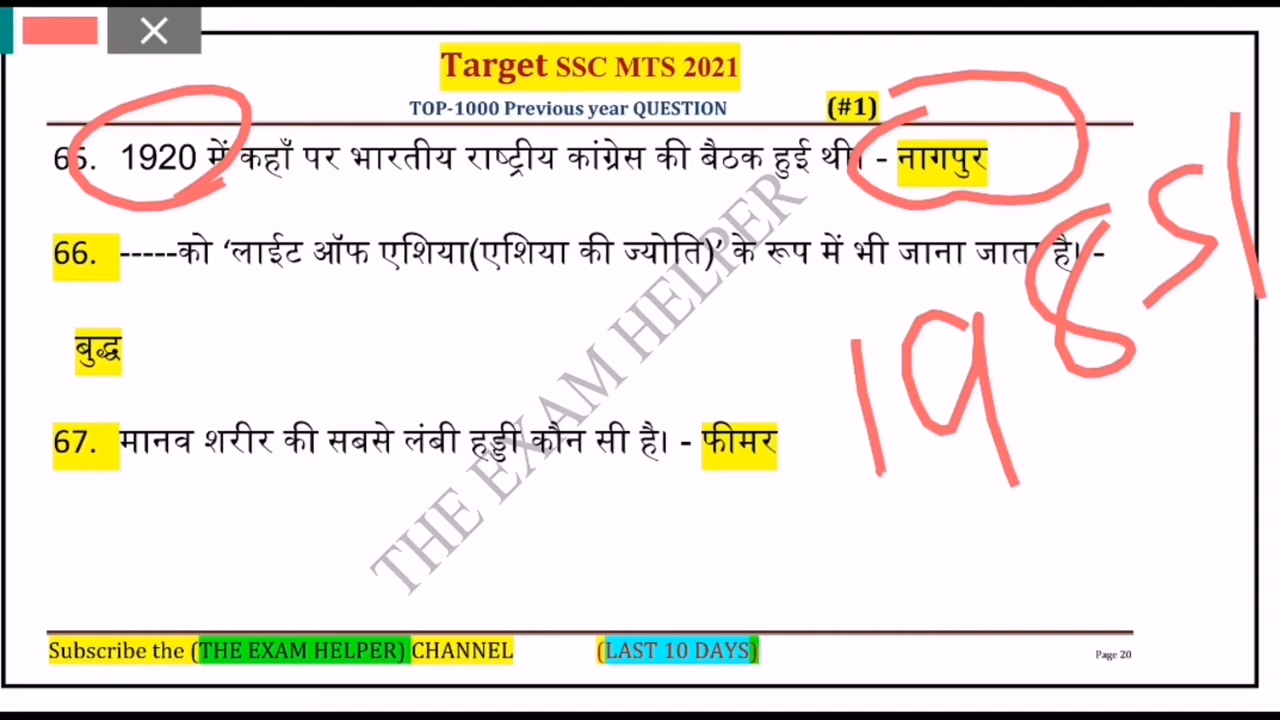 Target SSC MTS 2021
TOP-1000 Previous year QUESTION (#1)
65. 1920 में कहाँ पर भारतीय राष्ट्रीय कांग्रेस की बैठक हुई थी। - नागपुर
66. -----को ‘लाईट ऑफ एशिया(एशिया की ज्योति)’ के रूप में भी जाना जाता है। -
बुद्ध
67. मानव शरीर की सबसे लंबी हड्डी कौन सी है। - फीमर
THE EXAM HELPER
Subscribe the (THE EXAM HELPER) CHANNEL (LAST 10 DAYS)
Page 20